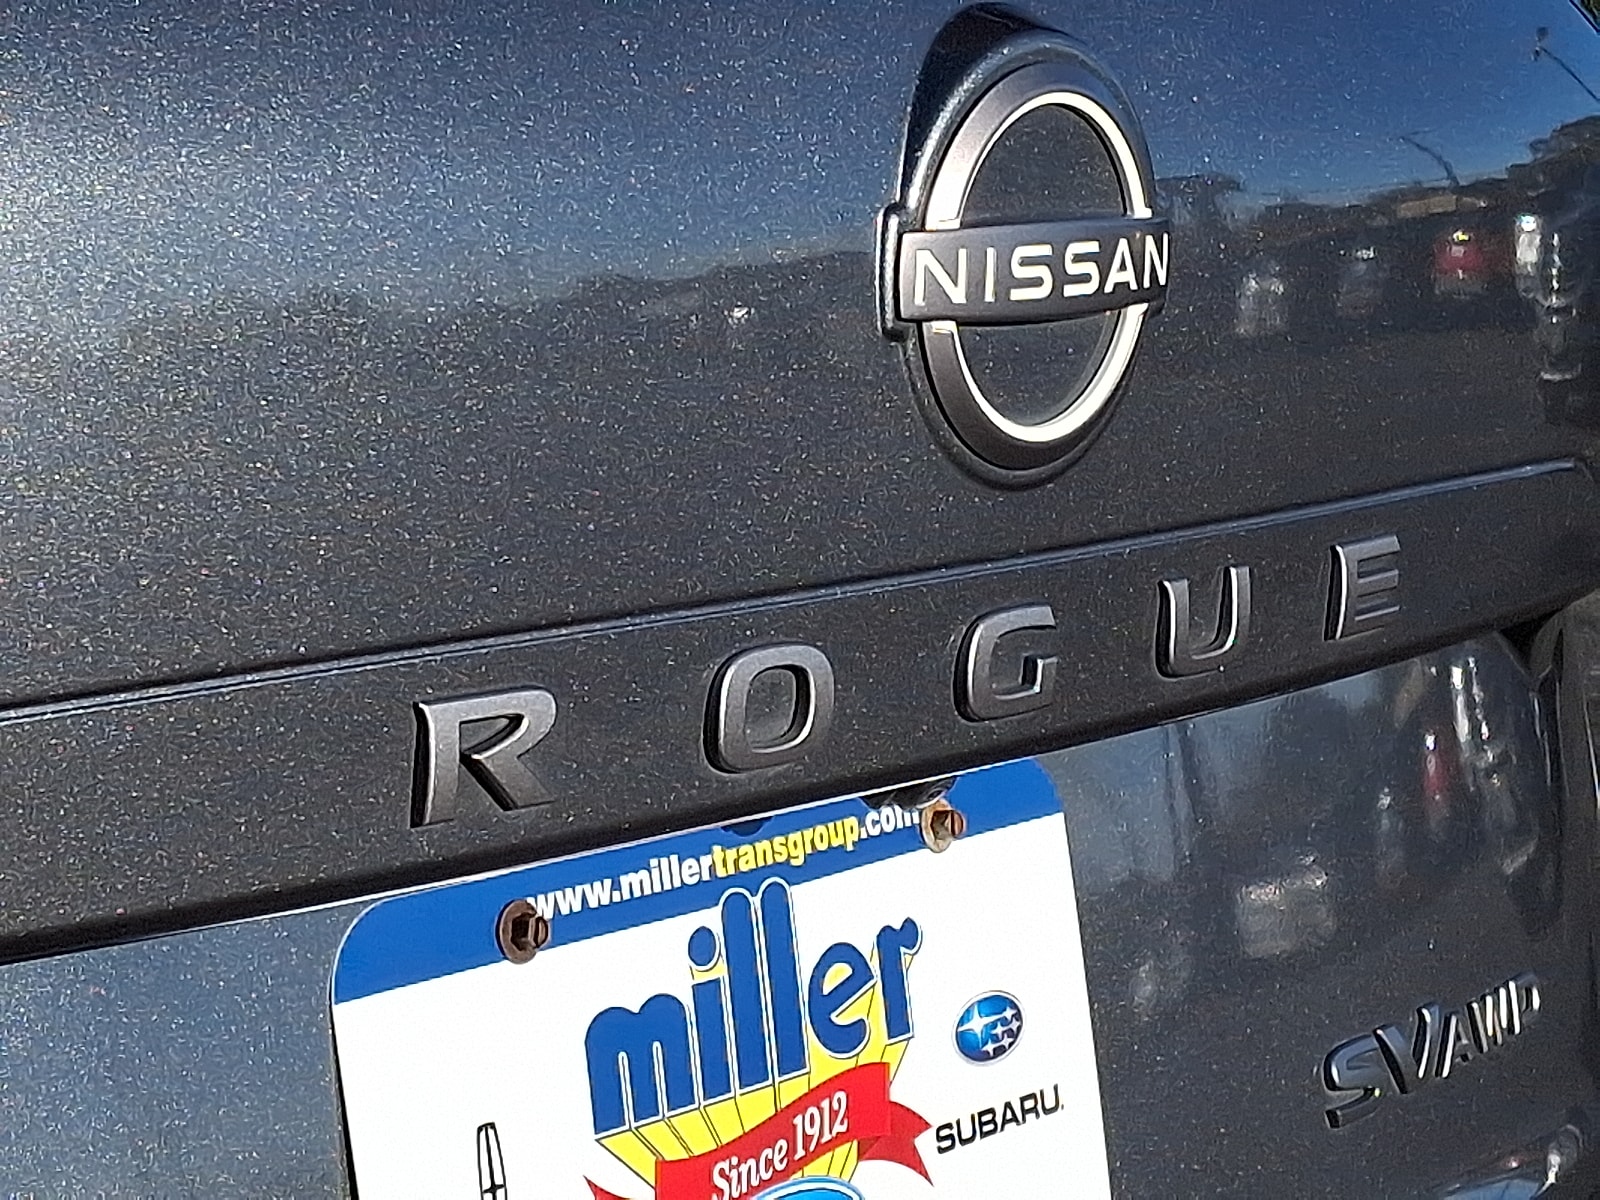 NISSAN
ROGUE
www.millertransgroup.com
miller
Since 1912
SUBARU
SV AWD